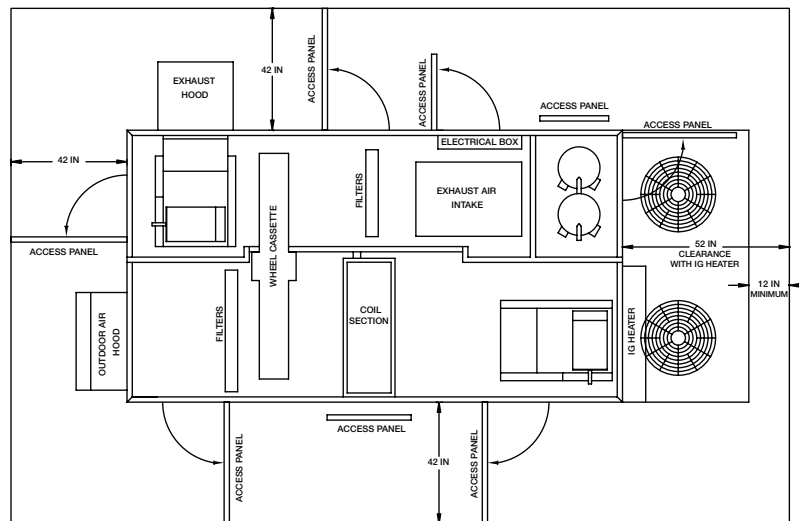 42 IN
ACCESS PANEL
ACCESS PANEL
EXHAUST
HOOD
ACCESS PANEL
ACCESS PANEL
ELECTRICAL BOX
42 IN
FILTERS
EXHAUST AIR
INTAKE
WHEEL CASSETTE
ACCESS PANEL
52 IN
CLEARANCE
WITH IG HEATER
12 IN
MINIMUM
OUTDOOR AIR
HOOD
FILTERS
COIL
SECTION
IG HEATER
ACCESS PANEL
ACCESS PANEL
42 IN
ACCESS PANEL